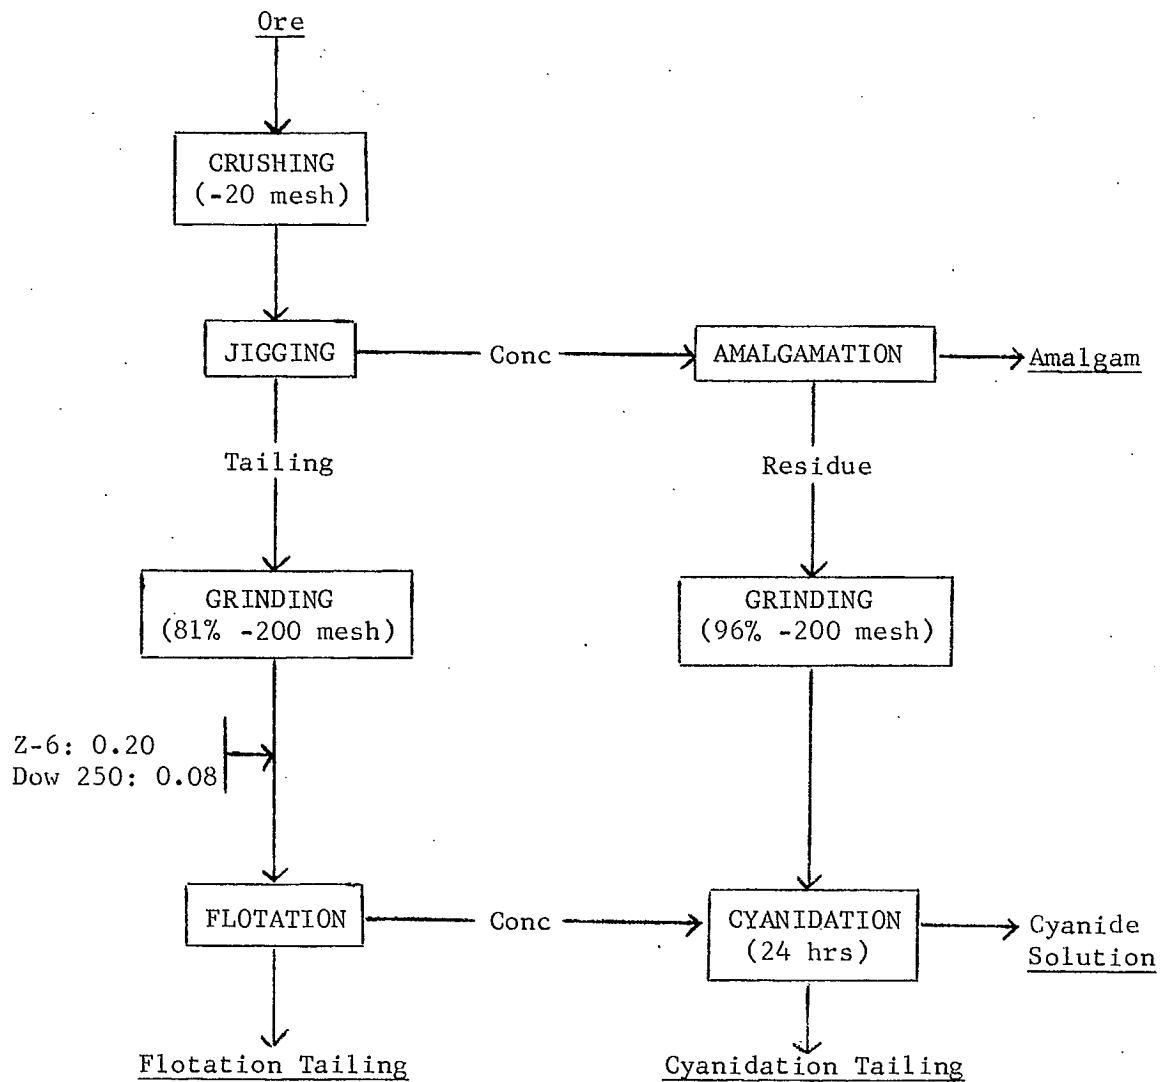 Ore
CRUSHING
(-20 mesh)
JIGGING
Conc
AMALGAMATION
Amalgam
Tailing
Residue
GRINDING
(81% -200 mesh)
GRINDING
(96% -200 mesh)
Z-6: 0.20
Dow 250: 0.08
FLOTATION
Conc
CYANIDATION
(24 hrs)
Cyanide
Solution
Flotation Tailing
Cyanidation Tailing